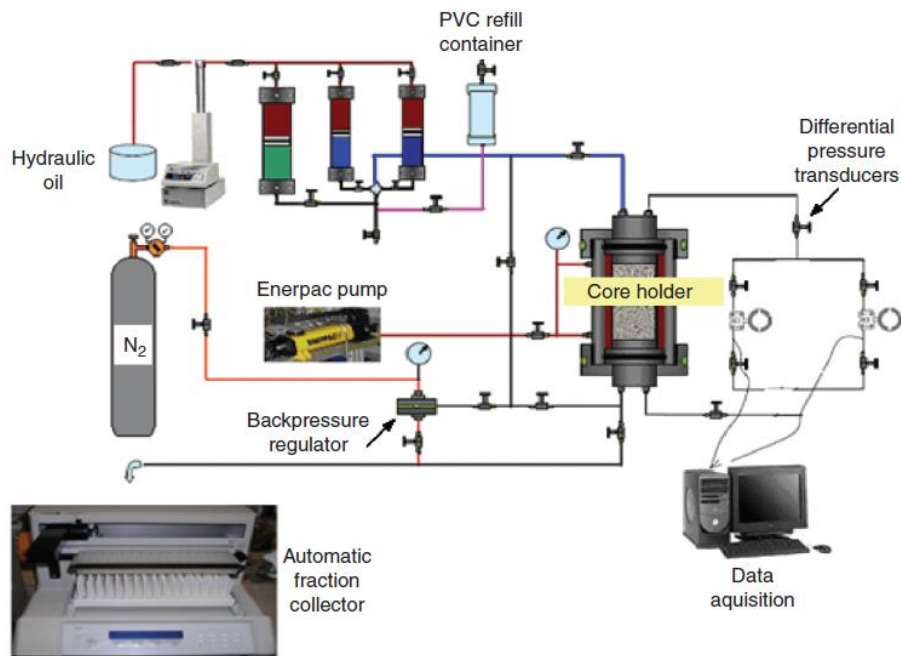 PVC refill
container
Hydraulic
oil
Differential
pressure
transducers
Enerpac pump
Core holder
N2
ENERPAC
Backpressure
regulator
Automatic
fraction
collector
Data
aquisition